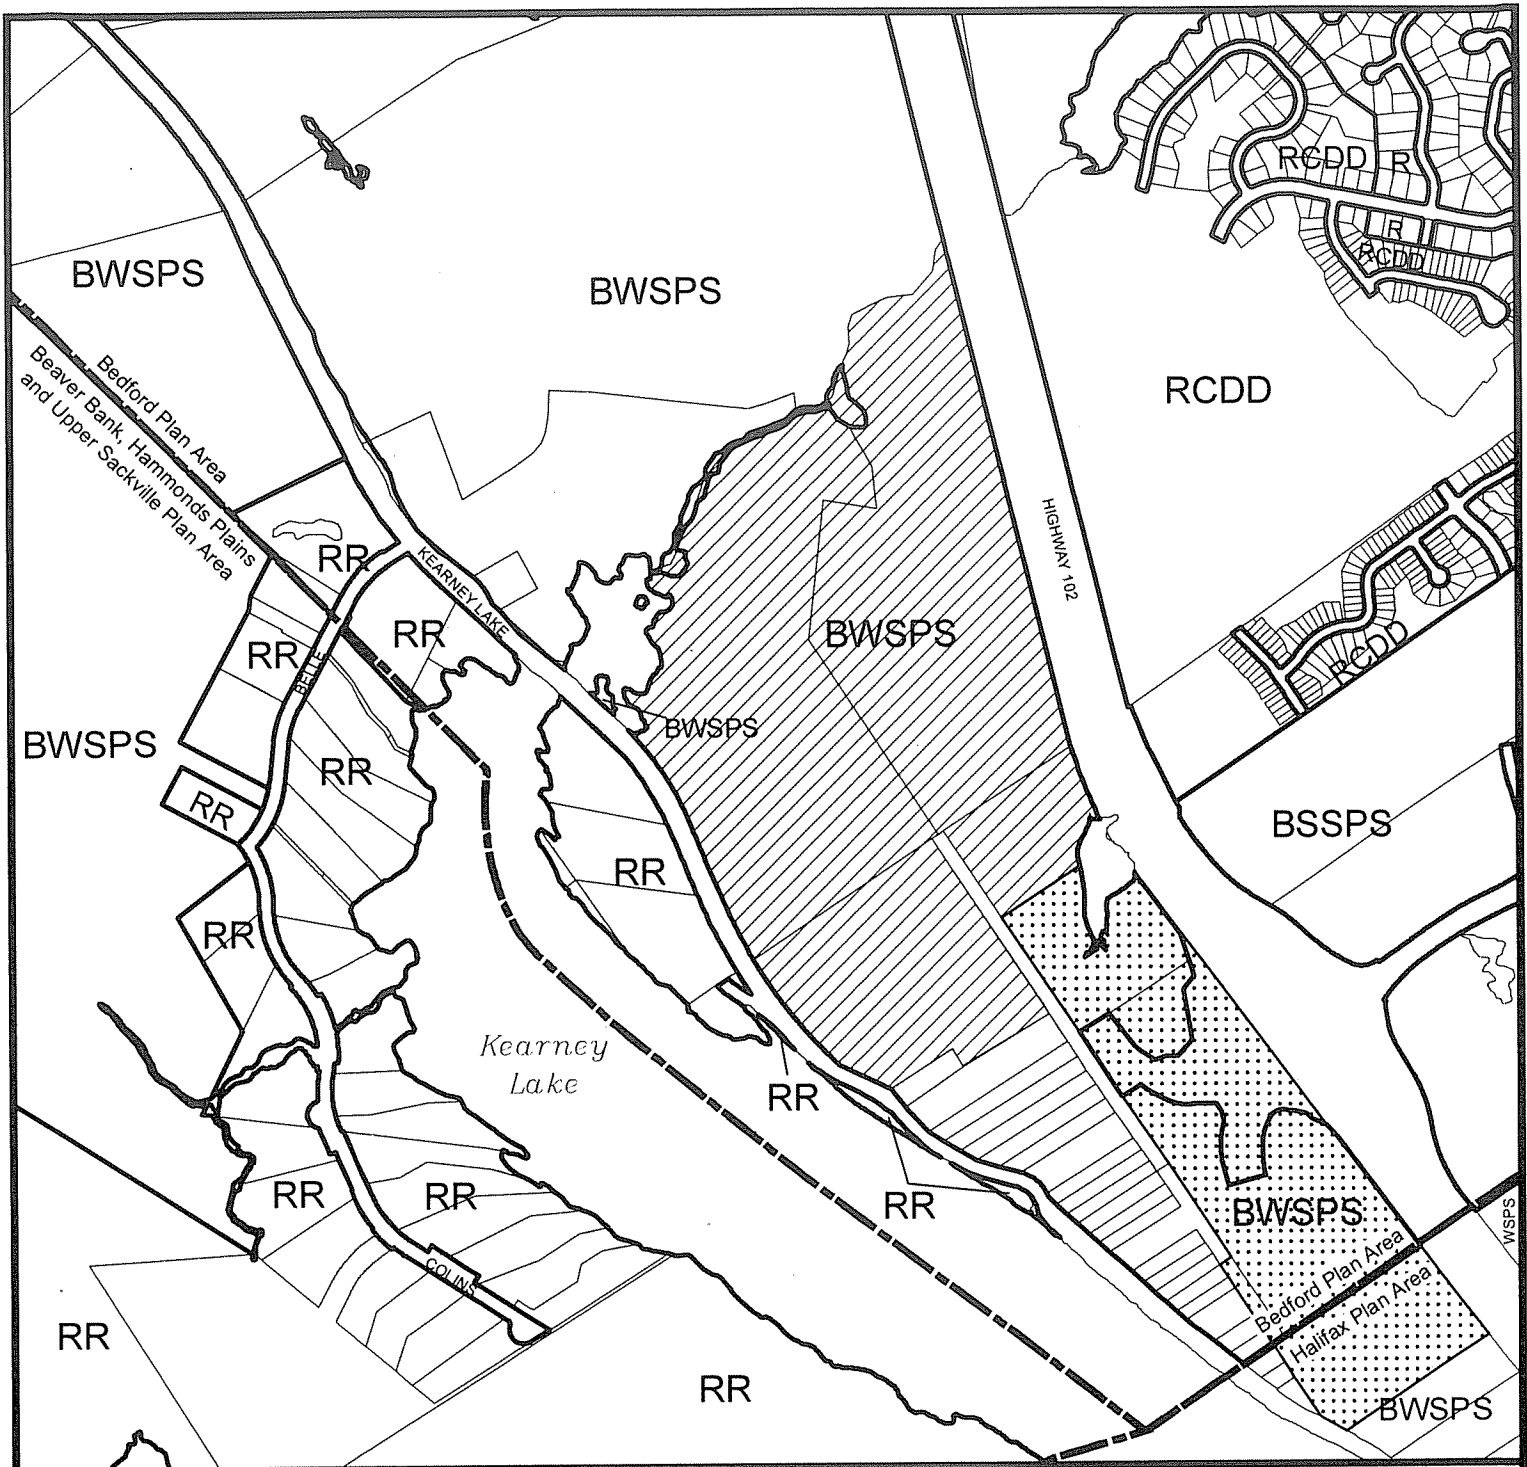 RCDD
R
R
RCDD
BWSPS
BWSPS
Bedford Plan Area
Beaver Bank, Hammonds Plains
and Upper Sackville Plan Area
RCDD
HIGHWAY 102
RR
KEARNEY LAKE
RR
BWSPS
RR
BELLE
RCDD
BWSPS
BWSPS
RR
RR
BSSPS
RR
RR
Kearney
Lake
RR
RR
RR
RR
BWSPS
WSPS
COLINS
Bedford Plan Area
Halifax Plan Area
RR
RR
BWSPS